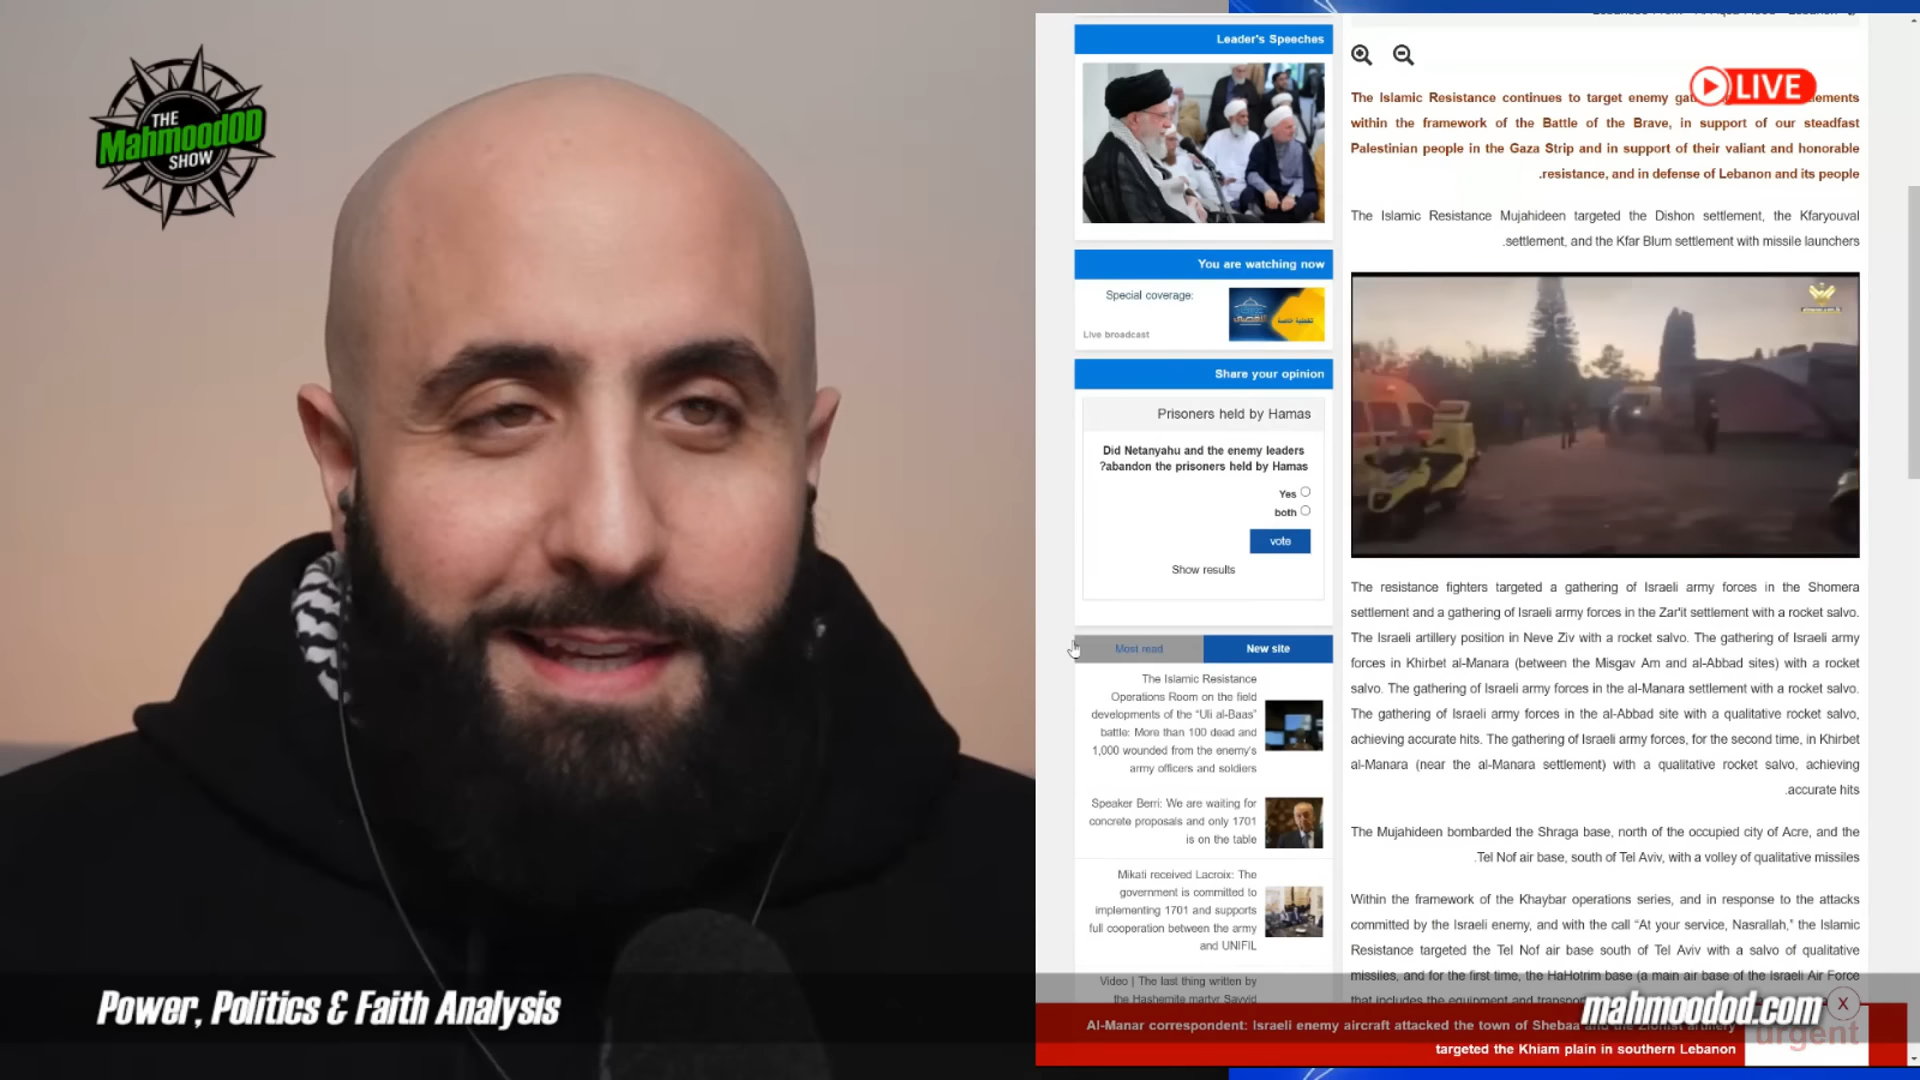 THE
MahmoodOD
SHOW
Power, Politics & Faith Analysis
Leader's Speeches
You are watching now
Special coverage:
Live broadcast
Share your opinion
Prisoners held by Hamas
Did Netanyahu and the enemy leaders
?abandon the prisoners held by Hamas
Yes
both
vote
Show results
Most read
New site
The Islamic Resistance
Operations Room on the field
developments of the “Uli al-Baas”
battle: More than 100 dead and
1,000 wounded from the enemy's
army officers and soldiers
Speaker Berri: We are waiting for
concrete proposals and only 1701
is on the table
Mikati received Lacroix: The
government is committed to
implementing 1701 and supports
full cooperation between the army
and UNIFIL
Video | The last thing written by
the Hashemite martyr Sayyid
LIVE
The Islamic Resistance continues to target enemy
within the framework of the Battle of the Brave, in support of our steadfast
Palestinian people in the Gaza Strip and in support of their valiant and honorable
.resistance, and in defense of Lebanon and its people
The Islamic Resistance Mujahideen targeted the Dishon settlement, the Kfaryouval
.settlement, and the Kfar Blum settlement with missile launchers
The resistance fighters targeted a gathering of Israeli army forces in the Shomera
settlement and a gathering of Israeli army forces in the Zar'it settlement with a rocket salvo.
The Israeli artillery position in Neve Ziv with a rocket salvo. The gathering of Israeli army
forces in Khirbet al-Manara (between the Misgav Am and al-Abbad sites) with a rocket
salvo. The gathering of Israeli army forces in the al-Manara settlement with a rocket salvo.
The gathering of Israeli army forces in the al-Abbad site with a qualitative rocket salvo,
achieving accurate hits. The gathering of Israeli army forces, for the second time, in Khirbet
al-Manara (near the al-Manara settlement) with a qualitative rocket salvo, achieving
.accurate hits
The Mujahideen bombarded the Shraga base, north of the occupied city of Acre, and the
.Tel Nof air base, south of Tel Aviv, with a volley of qualitative missiles
Within the framework of the Khaybar operations series, and in response to the attacks
committed by the Israeli enemy, and with the call “At your service, Nasrallah,” the Islamic
Resistance targeted the Tel Nof air base south of Tel Aviv with a salvo of qualitative
missiles, and for the first time, the HaHotrim base (a main air base of the Israeli Air Force
that includes the equipment and
mahmoodod.com
X
Al-Manar correspondent: Israeli enemy aircraft attacked the town of Shebaa and the Zionist artillery
targeted the Khiam plain in southern Lebanon
urgent